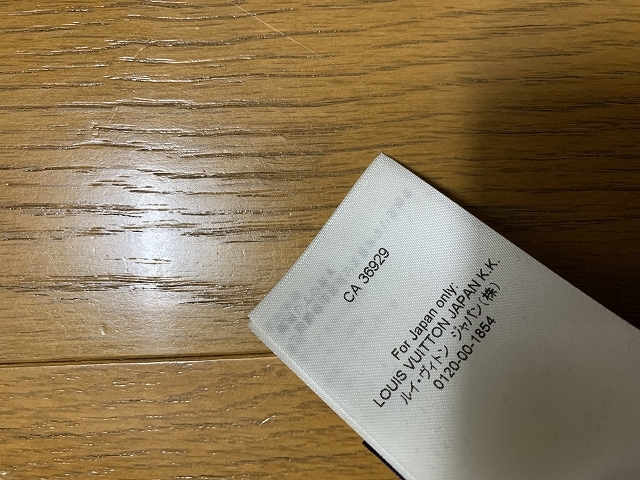 CA 36929
For Japan only:
LOUIS VUITTON JAPAN K.K.
ルイ・ヴィトン ジャパン(株)
0120-00-1854